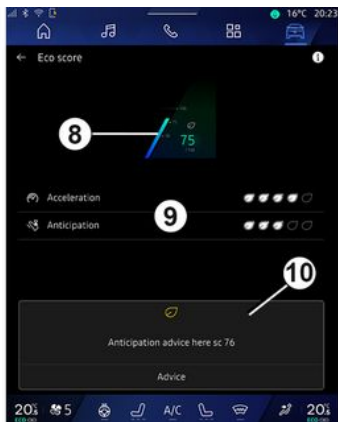 16°C 20:23
Eco score
8
75
Acceleration
9
Anticipation
10
Anticipation advice here sc 76
Advice
20.5 5 A/C 20.5